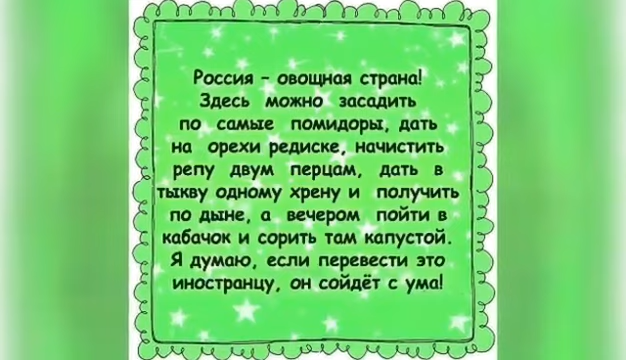 Россия - овощная страна!
Здесь можно засадить
по самые помидоры, дать
на орехи редиске, начистить
репу двум перцам, дать в
тыкву одному хрену и получить
по дыне, а вечером пойти в
кабачок и сорить там капустой.
Я думаю, если перевести это
иностранцу, он сойдёт с ума!